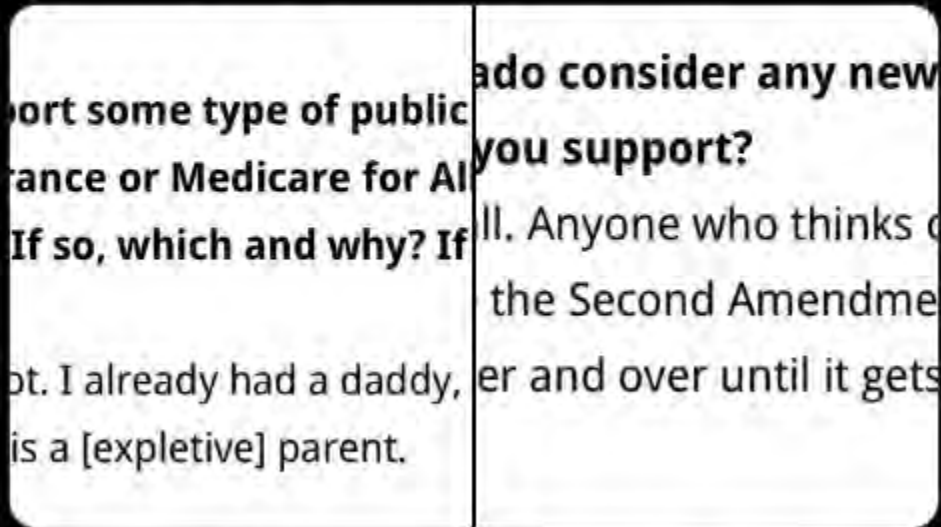 ort some type of public
ance or Medicare for Al
If so, which and why? If
ot. I already had a daddy,
is a [expletive] parent.
ado consider any new
you support?
ll. Anyone who thinks
the Second Amendme
er and over until it gets